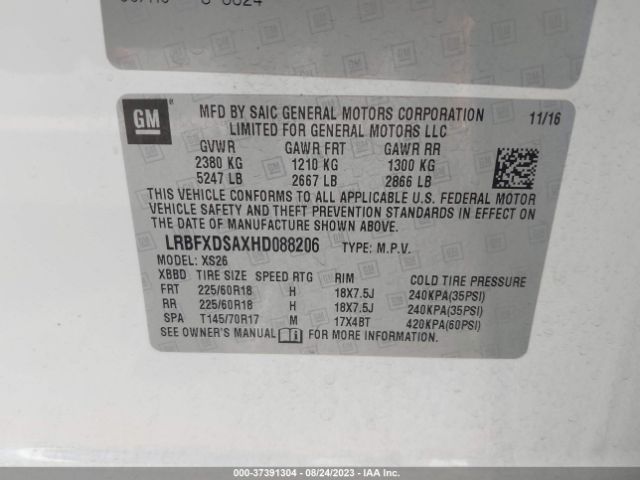 GM
MFD BY SAIC GENERAL MOTORS CORPORATION 11/16
LIMITED FOR GENERAL MOTORS LLC
GVWR GAWR FRT GAWR RR
2380 KG 1210 KG 1300 KG
5247 LB 2667 LB 2866 LB
THIS VEHICLE CONFORMS TO ALL APPLICABLE U.S. FEDERAL MOTOR
VEHICLE SAFETY AND THEFT PREVENTION STANDARDS IN EFFECT ON
THE DATE OF MANUFACTURE SHOWN ABOVE.
LRBFXDSAXHD088206 TYPE: M.P.V.
MODEL: XS26
XBBD TIRE SIZE SPEED RTG RIM COLD TIRE PRESSURE
FRT 225/60R18 H 18X7.5J 240KPA(35PSI)
RR 225/60R18 H 18X7.5J 240KPA(35PSI)
SPA T145/70R17 M 17X4BT 420KPA(60PSI)
SEE OWNER'S MANUAL FOR MORE INFORMATION.
000-37391304 | 08/24/2023 - IAA Inc.